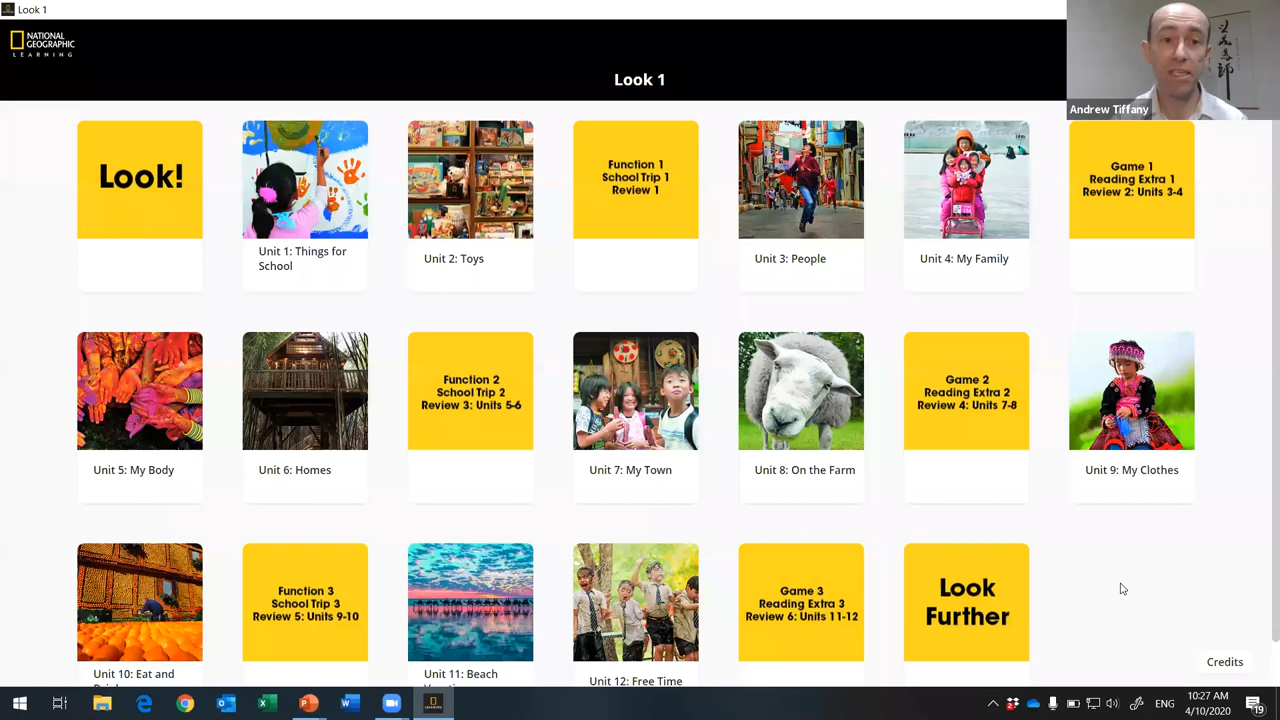 Look 1
NATIONAL
GEOGRAPHIC
LEARNING
Look 1
Andrew Tiffany
Look!
Unit 1: Things for
School
Unit 2: Toys
Function 1
School Trip 1
Review 1
Unit 3: People
Unit 4: My Family
Game 1
Reading Extra 1
Review 2: Units 3-4
Unit 5: My Body
Unit 6: Homes
Function 2
School Trip 2
Review 3: Units 5-6
Unit 7: My Town
Unit 8: On the Farm
Game 2
Reading Extra 2
Review 4: Units 7-8
Unit 9: My Clothes
Unit 10: Eat and
Function 3
School Trip 3
Review 5: Units 9-10
Unit 11: Beach
Unit 12: Free Time
Game 3
Reading Extra 3
Review 6: Units 11-12
Look
Further
Credits
ENG
10:27 AM
4/10/2020
19